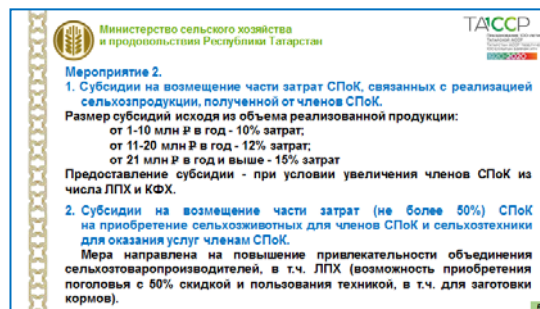 Министерство сельского хозяйства
и продовольствия Республики Татарстан
ТАССР
Мероприятие 2.
1. Субсидии на возмещение части затрат СПоК, связанных с реализацией
сельхозпродукции, полученной от членов СПоК.
Размер субсидий исходя из объема реализованной продукции:
от 1-10 млн ₽ в год - 10% затрат;
от 11-20 млн ₽ в год - 12% затрат;
от 21 млн ₽ в год и выше - 15% затрат
Предоставление субсидии - при условии увеличения членов СПоК из
числа ЛПХ и КФХ.
2. Субсидии на возмещение части затрат (не более 50%) СПоК
на приобретение сельхозживотных для членов СПоК и сельхозтехники
для оказания услуг членам СПоК.
Мера направлена на повышение привлекательности объединения
сельхозтоваропроизводителей, в т.ч. ЛПХ (возможность приобретения
поголовья с 50% скидкой и пользования техникой, в т.ч. для заготовки
кормов).